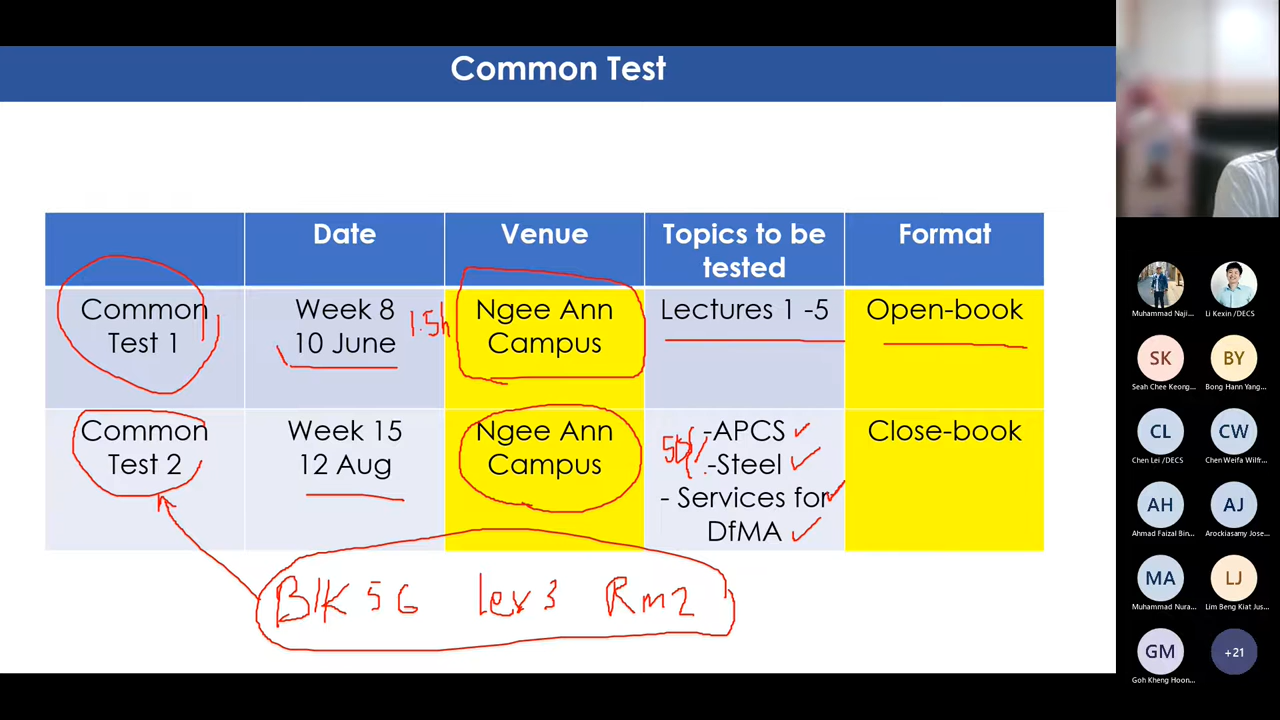 Common Test
Date
Venue
Topics to be
tested
Format
Common
Test 1
Week 8
10 June
1.5h
Ngee Ann
Campus
Lectures 1 -5
Open-book
Common
Test 2
Week 15
12 Aug
Ngee Ann
Campus
50%
-APCS
-Steel
- Services for
DfMA
Close-book
Blk 56 lev 3 Rm2
Muhammad Naji...
Li Kexin /DECS
SK
Seah Chee Keong...
BY
Bong Hann Yang...
CL
Chen Lei /DECS
CW
Chen Weifa Wilfr...
AH
Ahmad Faizal Bin...
AJ
Arockiasamy Jose...
MA
Muhammad Nura...
LJ
Lim Beng Kiat Jus...
GM
Goh Kheng Hoon...
+21